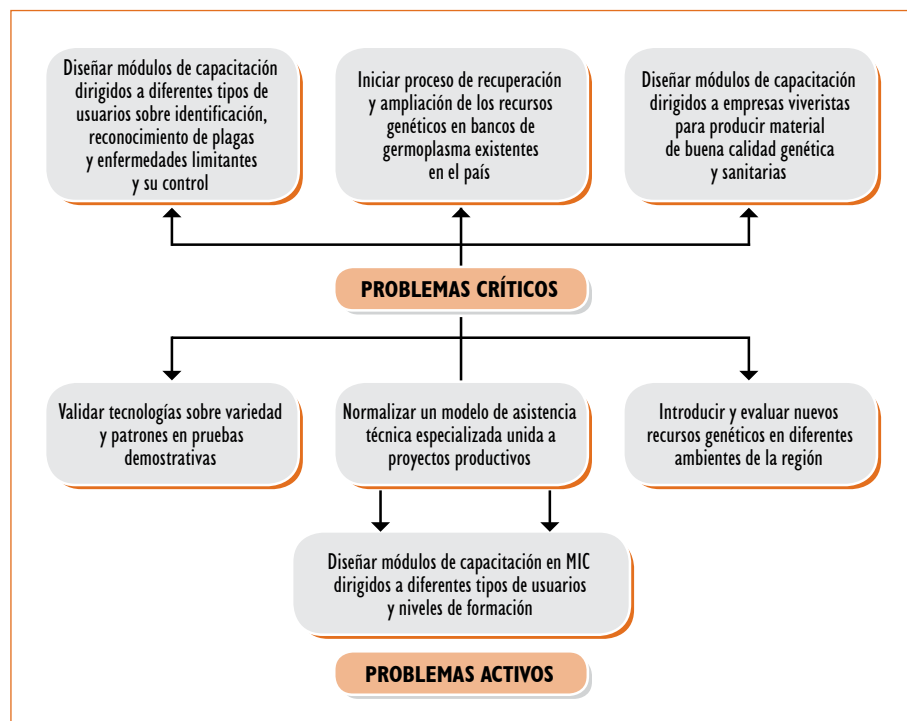 Diseñar módulos de capacitación
dirigidos a diferentes tipos de
usuarios sobre identificación,
reconocimiento de plagas
y enfermedades limitantes
y su control
Iniciar proceso de recuperación
y ampliación de los recursos
genéticos en bancos de
germoplasma existentes
en el país
Diseñar módulos de capacitación
dirigidos a empresas viveristas
para producir material
de buena calidad genética
y sanitarias
PROBLEMAS CRÍTICOS
Validar tecnologías sobre variedad
y patrones en pruebas
demostrativas
Normalizar un modelo de asistencia
técnica especializada unida a
proyectos productivos
Introducir y evaluar nuevos
recursos genéticos en diferentes
ambientes de la región
Diseñar módulos de capacitación en MIC
dirigidos a diferentes tipos de usuarios
y niveles de formación
PROBLEMAS ACTIVOS